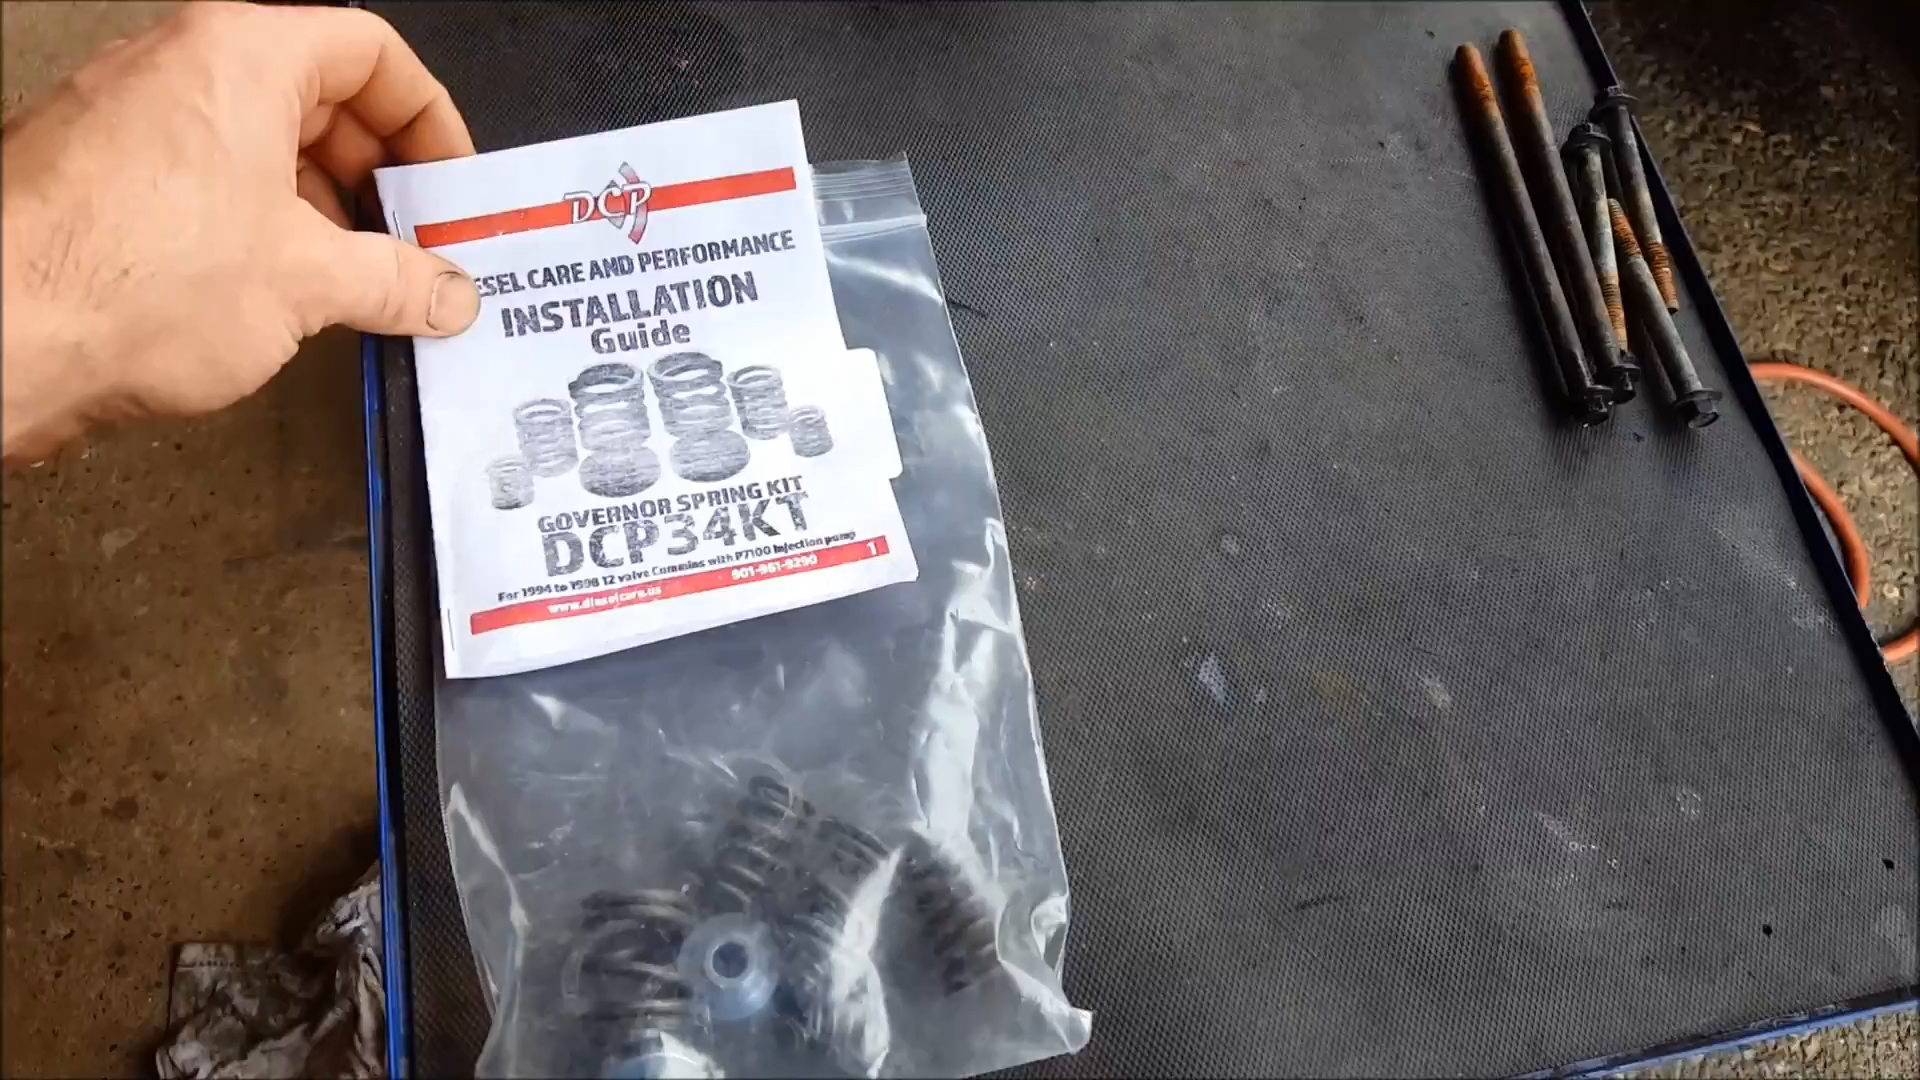 DCP
ESEL CARE AND PERFORMANCE
INSTALLATION
Guide
GOVERNOR SPRING KIT
DCP34KT
For 1994 to 1998 12 valve Cummins with P7100 Injection pump
www.dieselcare.us 901-961-9290 1